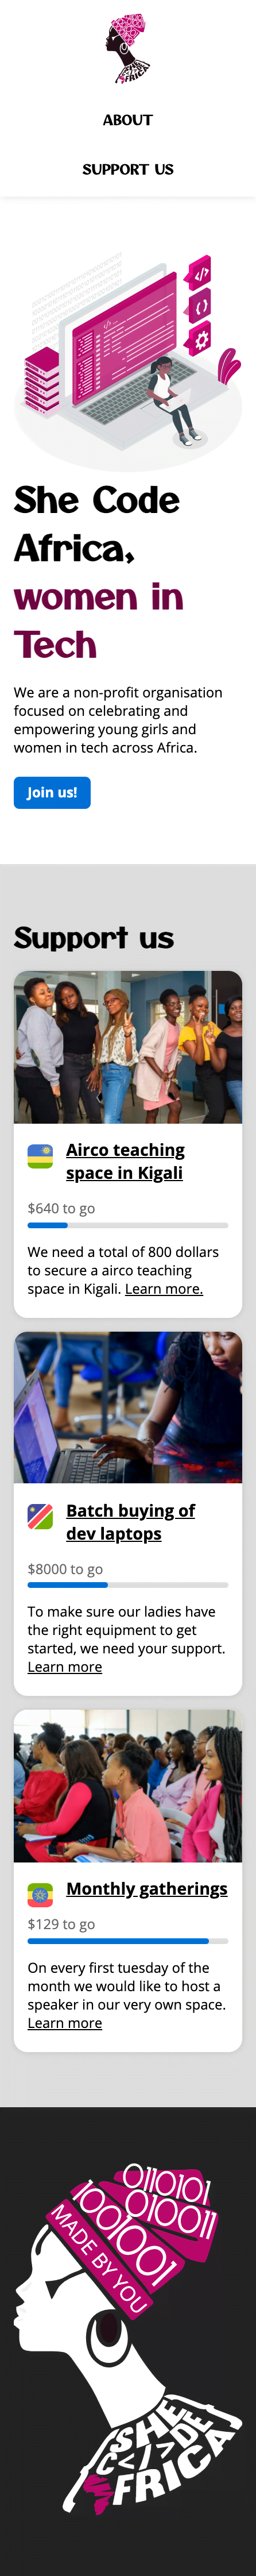 SHE
C</>DE
AFRICA
ABOUT
SUPPORT US
</>
{ }
She Code
Africa,
women in
Tech
We are a non-profit organisation
focused on celebrating and
empowering young girls and
women in tech across Africa.
Join us!
Support us
Airco teaching
space in Kigali
$640 to go
We need a total of 800 dollars
to secure a airco teaching
space in Kigali. Learn more.
Batch buying of
dev laptops
$8000 to go
To make sure our ladies have
the right equipment to get
started, we need your support.
Learn more
Monthly gatherings
$129 to go
On every first tuesday of the
month we would like to host a
speaker in our very own space.
Learn more
0110101
010011
1001001
MADE BY YOU
SHE
C</>DE
AFRICA